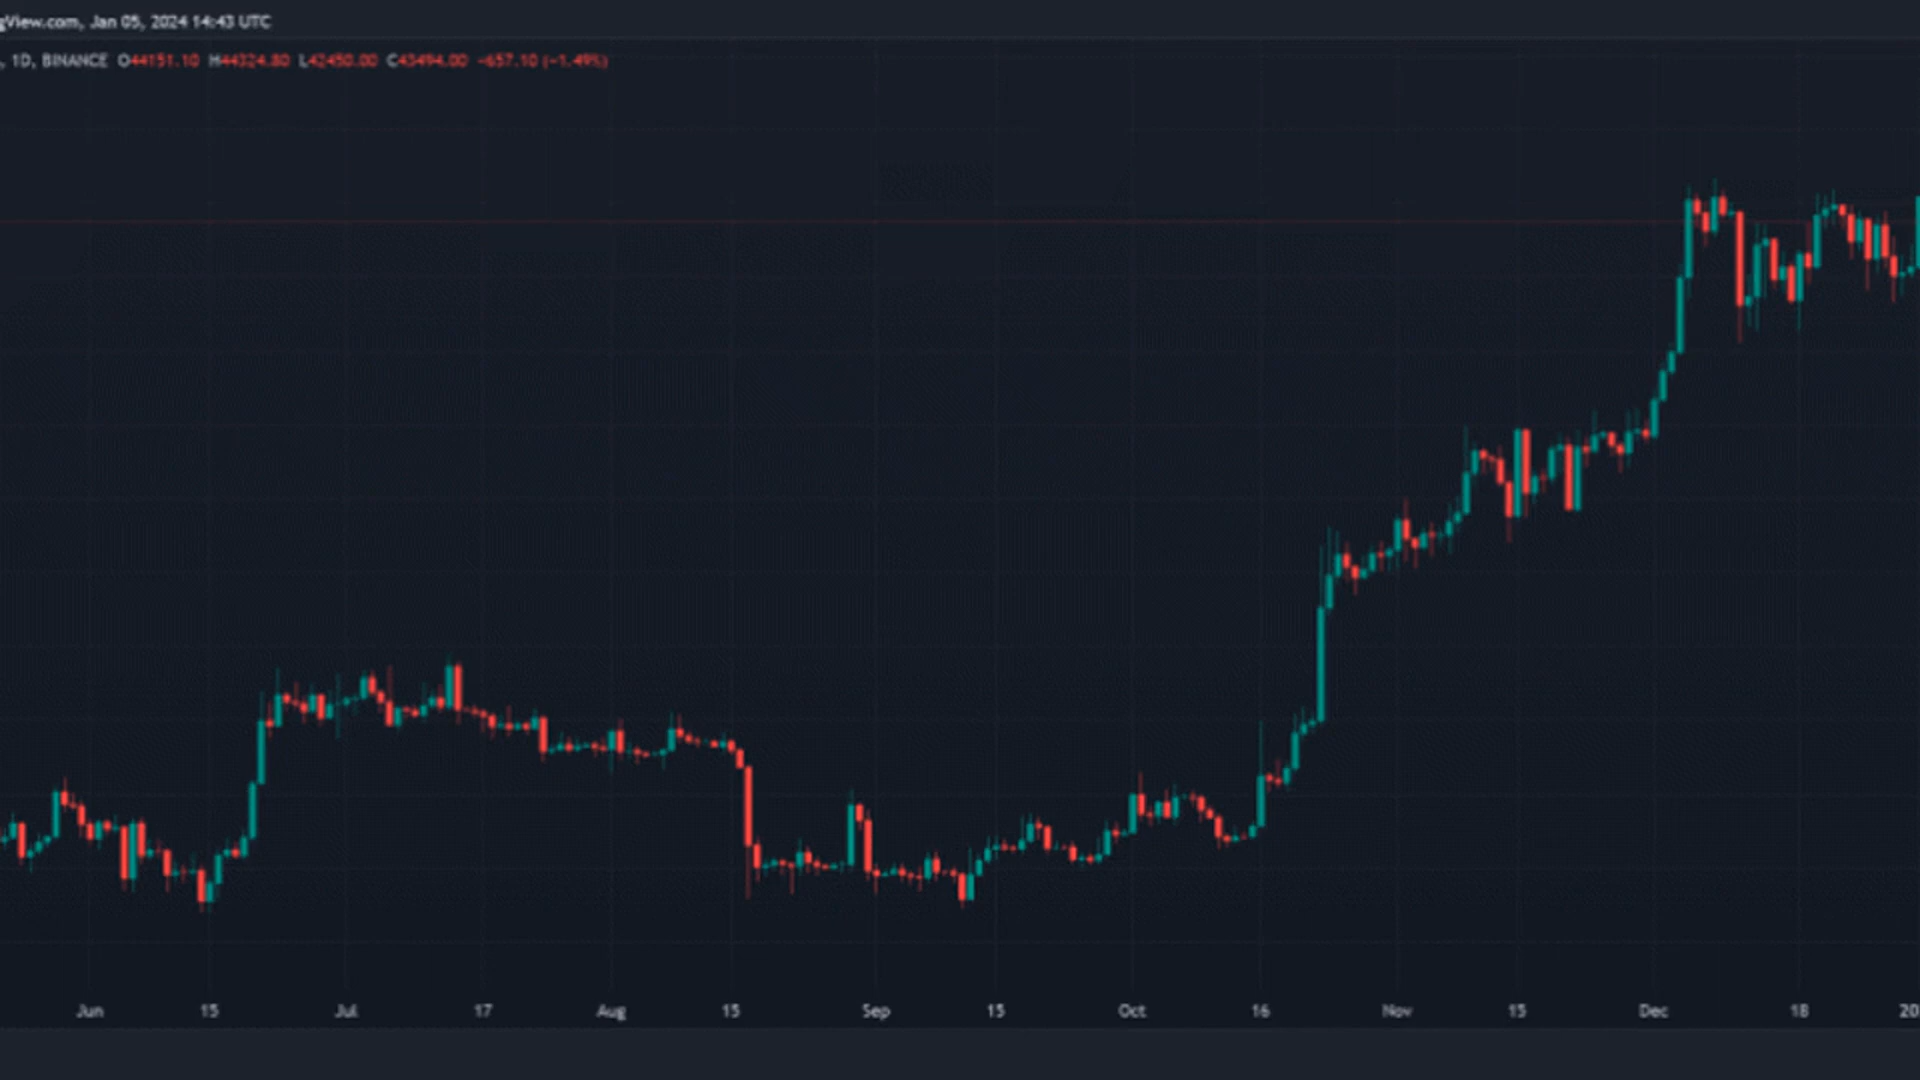 gView.com, Jan 05, 2024 14:43 UTC
, 1D, BINANCE O44151.10 H44324.80 L42450.00 C43494.00 -657.10 (-1.49%)
Jun 15 Jul 17 Aug 15 Sep 15 Oct 16 Nov 15 Dec 18 20